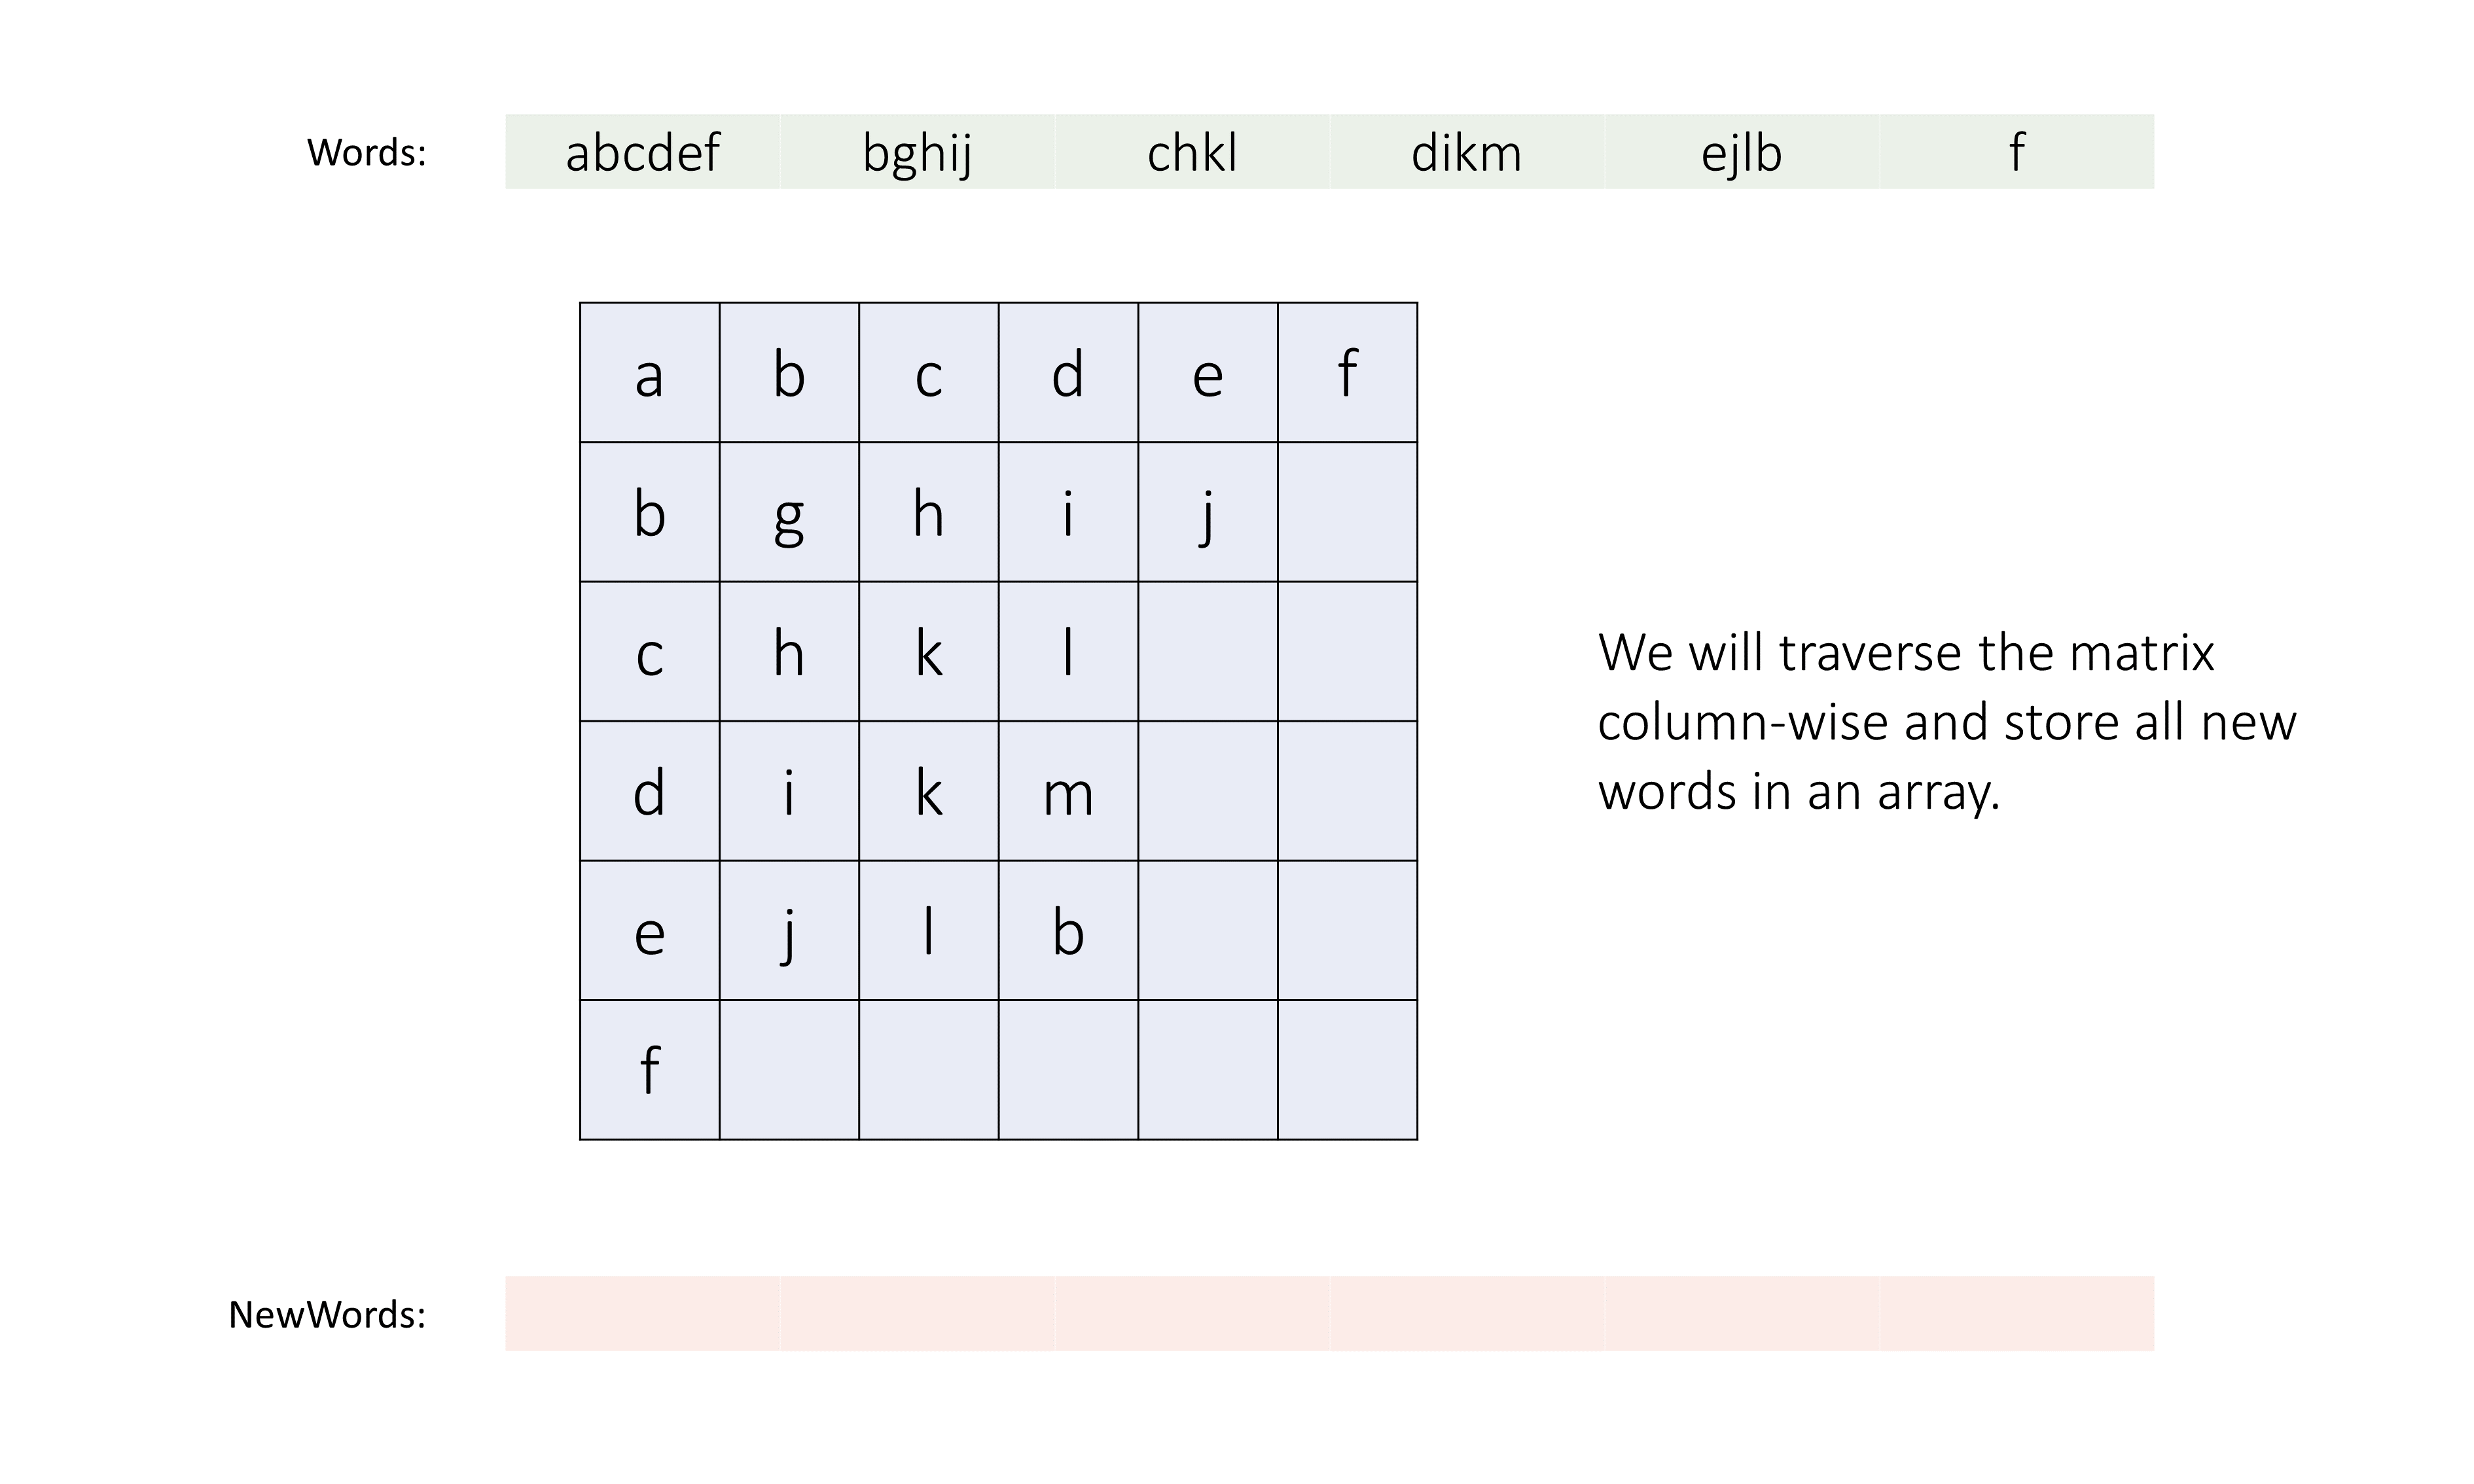 Words: abcdef bghij chkl dikm ejlb f
a b c d e f
b g h i j
c h k l
d i k m
e j l b
f
We will traverse the matrix
column-wise and store all new
words in an array.
NewWords: